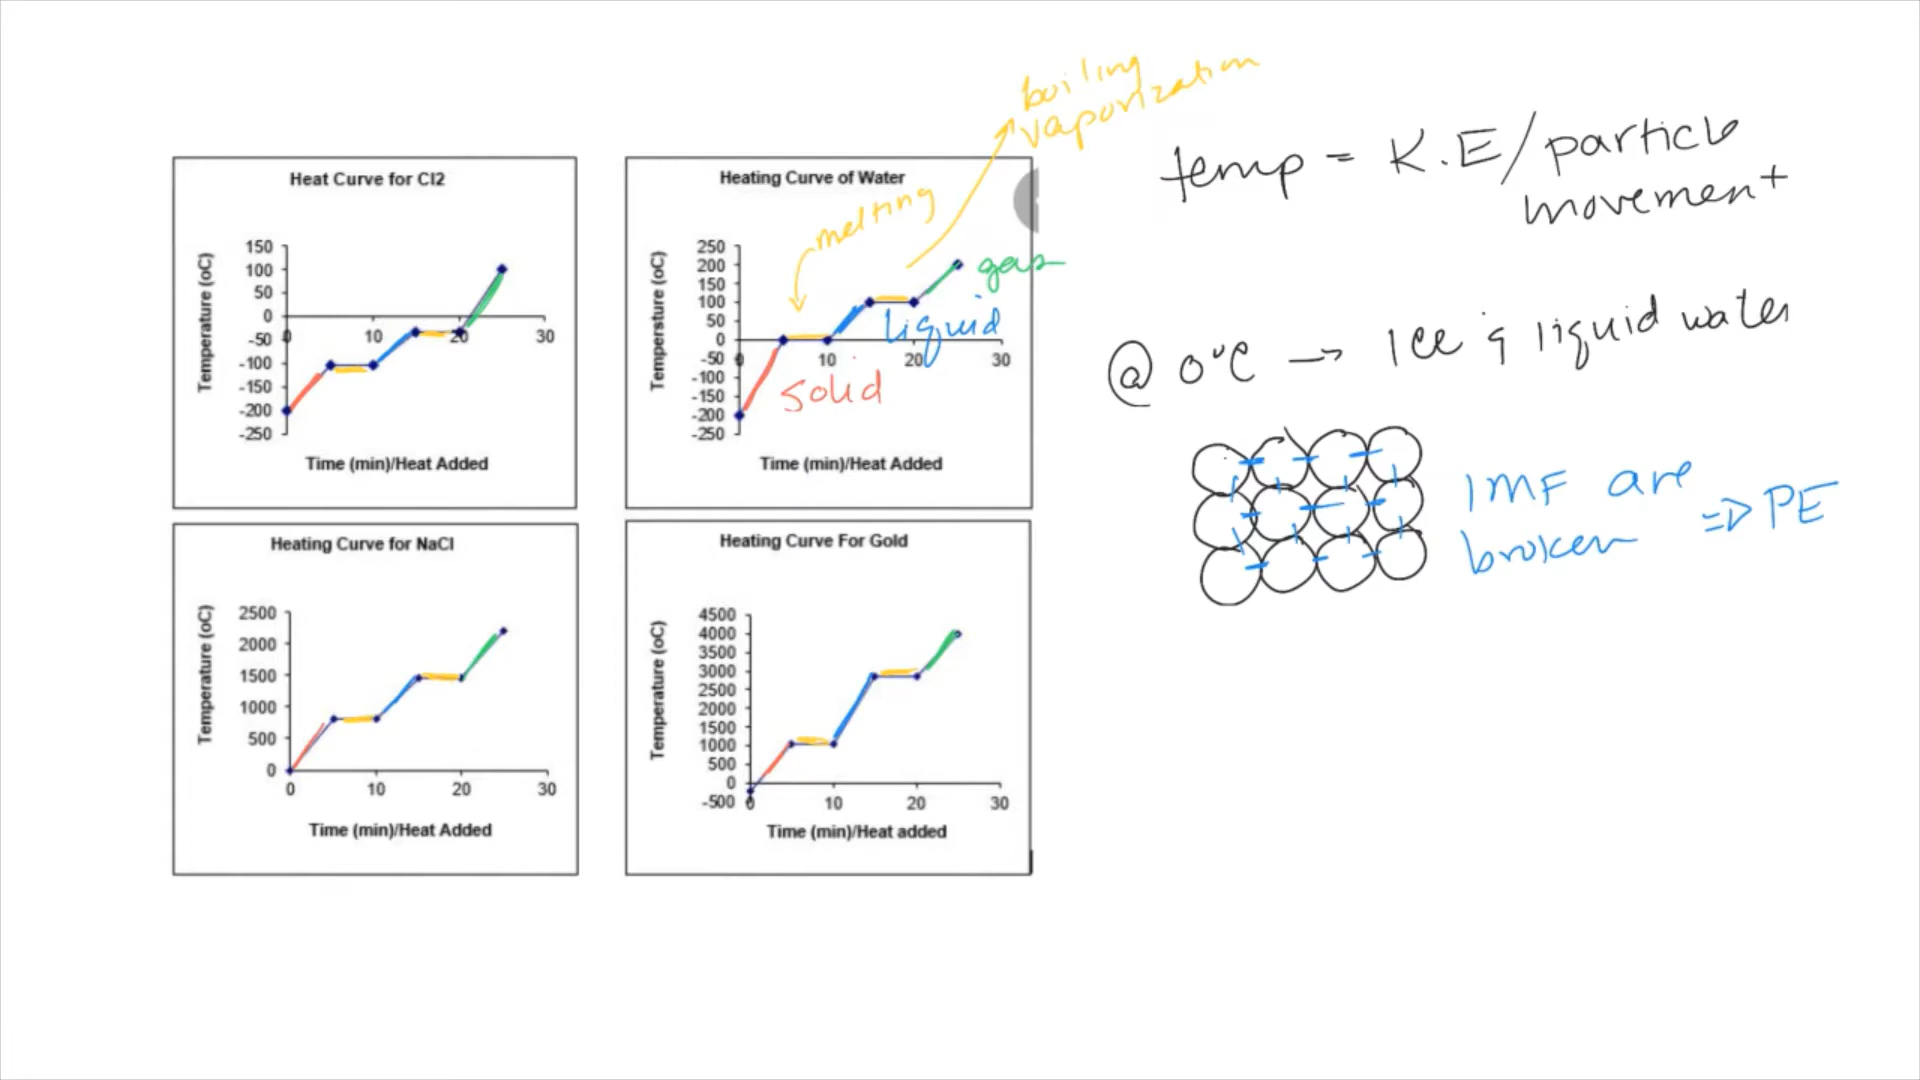 boiling
vaporization
temp = K.E/particle
movement
Heat Curve for Cl2
Temperature (oC)
150
100
50
0
-50
-100
-150
-200
-250
0
10
20
30
Time (min)/Heat Added
Heating Curve of Water
melting
Tempersture (oC)
250
200
150
100
50
0
-50
-100
-150
-200
-250
gas
liquid
solid
0
10
20
30
Time (min)/Heat Added
@ 0°C → Ice & liquid water
IMF are
broken
⇒ PE
Heating Curve for NaCl
Temperature (oC)
2500
2000
1500
1000
500
0
0
10
20
30
Time (min)/Heat Added
Heating Curve For Gold
Temperature (oC)
4500
4000
3500
3000
2500
2000
1500
1000
500
0
-500
0
10
20
30
Time (min)/Heat added